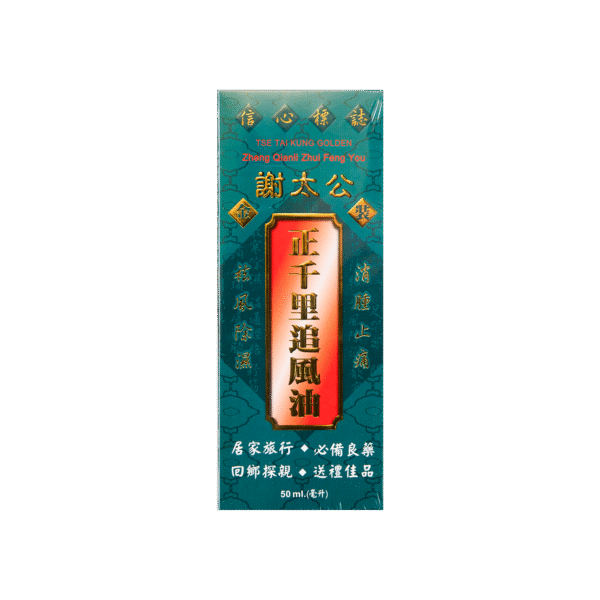 信心標誌
TSE TAI KUNG GOLDEN
Zheng Qianli Zhui Feng You
謝太公
金裝
正千里追風油
祛風除濕
消腫止痛
居家旅行◆必備良藥
回鄉探親◆送禮佳品
50 ml.(毫升)